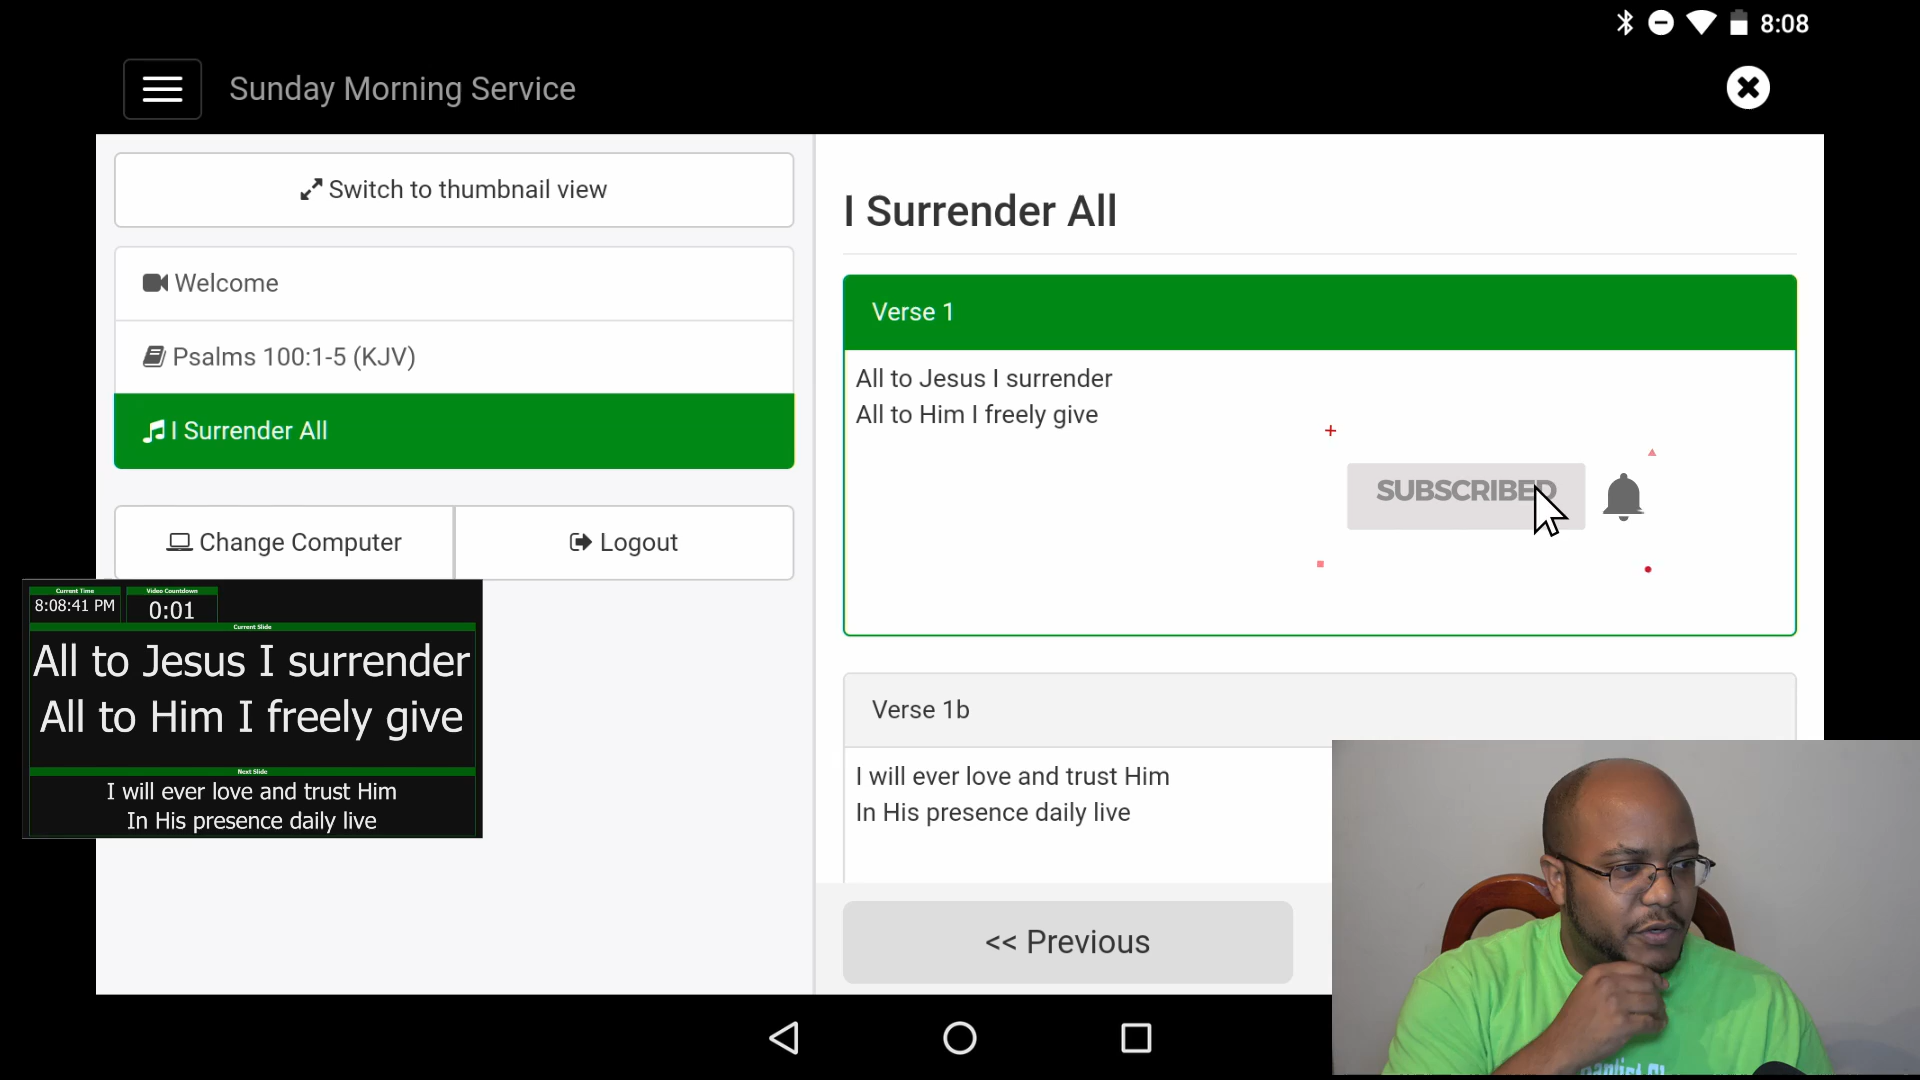 8:08
Sunday Morning Service
Switch to thumbnail view
Welcome
Psalms 100:1-5 (KJV)
I Surrender All
Change Computer
Logout
Current Time
8:08:41 PM
Video Countdown
0:01
Current Slide
All to Jesus I surrender
All to Him I freely give
Next Slide
I will ever love and trust Him
In His presence daily live
I Surrender All
Verse 1
All to Jesus I surrender
All to Him I freely give
SUBSCRIBED
Verse 1b
I will ever love and trust Him
In His presence daily live
<< Previous